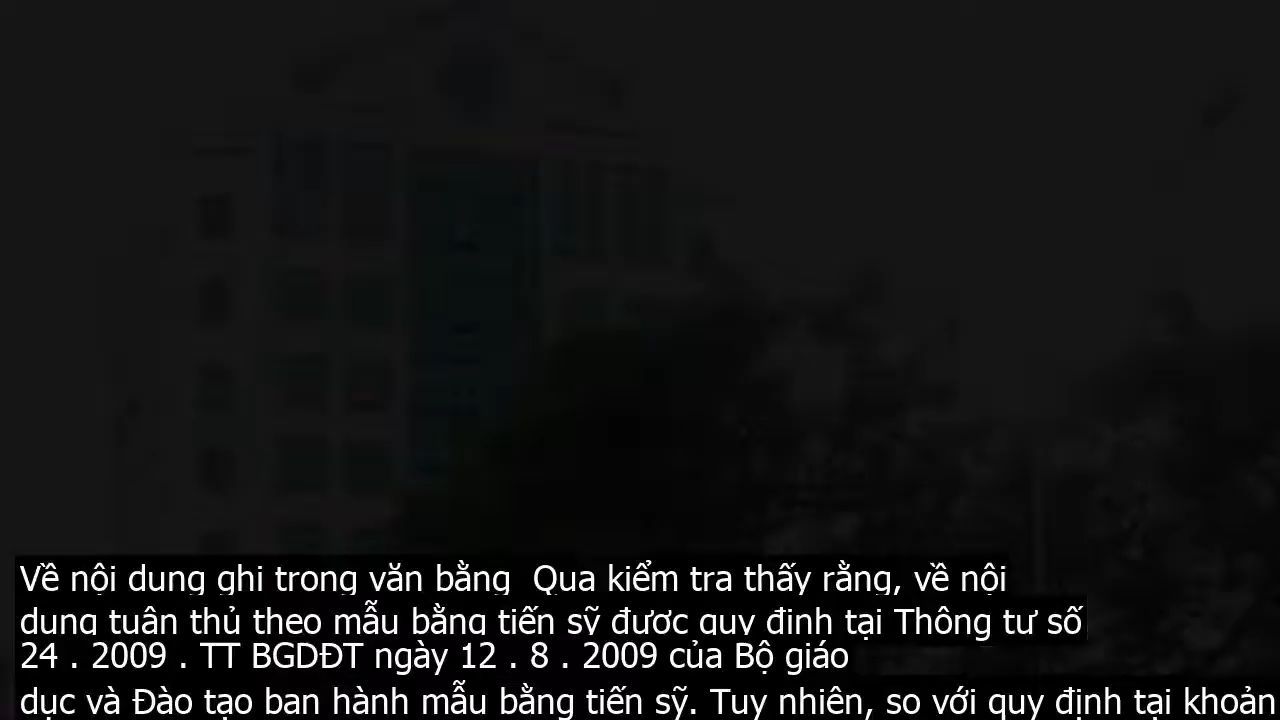 Về nội dung ghi trong văn bằng  Qua kiểm tra thấy rằng, về nội
dung tuân thủ theo mẫu bằng tiến sỹ được quy định tại Thông tư số
24 . 2009 . TT BGDĐT ngày 12 . 8 . 2009 của Bộ giáo
dục và Đào tạo ban hành mẫu bằng tiến sỹ. Tuy nhiên, so với quy định tại khoản